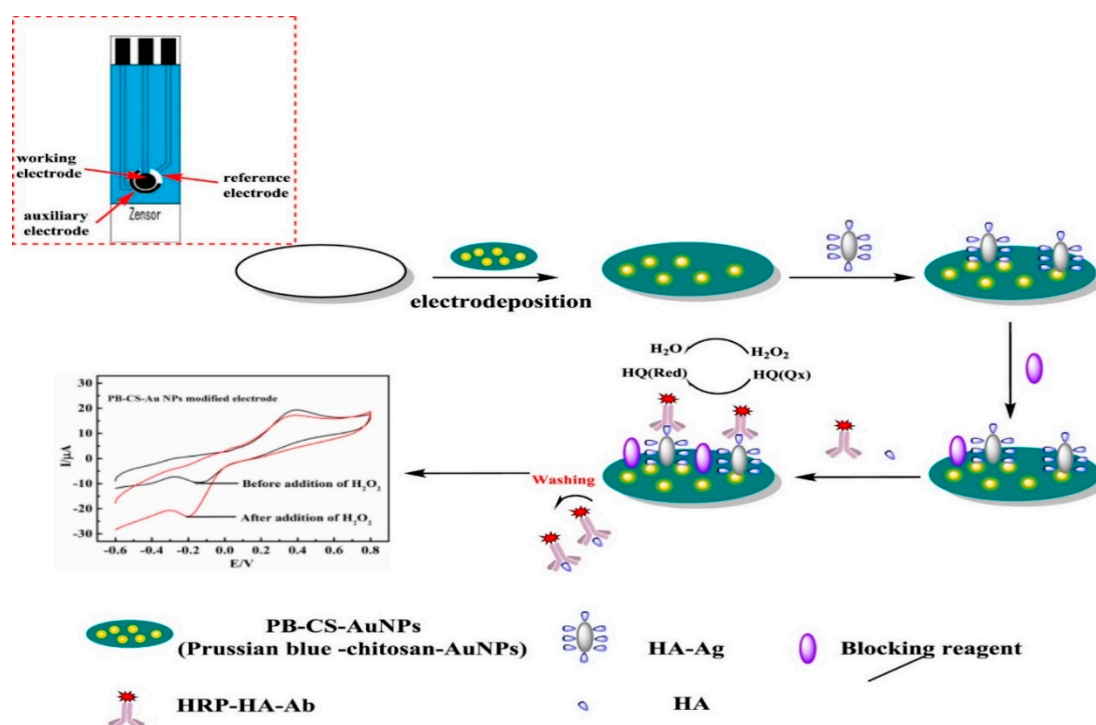 working
electrode
reference
electrode
auxiliary
electrode
Zensor
electrodeposition
H₂O
H₂O₂
HQ(Red)
HQ(Qx)
Washing
PB-CS-Au NPs modified electrode
Before addition of H₂O₂
After addition of H₂O₂
I/μA
30
20
10
0
-10
-20
-30
-0.6
-0.4
-0.2
0.0
0.2
0.4
0.6
0.8
E/V
PB-CS-AuNPs
(Prussian blue -chitosan-AuNPs)
HA-Ag
Blocking reagent
HRP-HA-Ab
HA